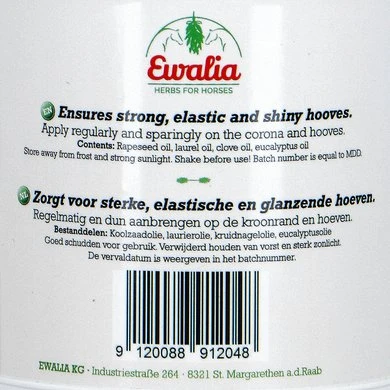 Ewalia
HERBS FOR HORSES
EN Ensures strong, elastic and shiny hooves.
Apply regularly and sparingly on the corona and hooves.
Contents: Rapeseed oil, laurel oil, clove oil, eucalyptus oil
Store away from frost and strong sunlight. Shake before use! Batch number is equal to MDD.
NL Zorgt voor sterke, elastische en glanzende hoeven.
Regelmatig en dun aanbrengen op de kroonrand en hoeven.
Bestanddelen: Koolzaadolie, laurierolie, kruidnagelolie, eucalyptusolie
Goed schudden voor gebruik. Verwijderd houden van vorst en sterk zonlicht.
De vervaldatum is weergeven in het batchnummer.
9 120088 912048
EWALIA KG · Industriestraße 264 · 8321 St. Margarethen a.d.Raab